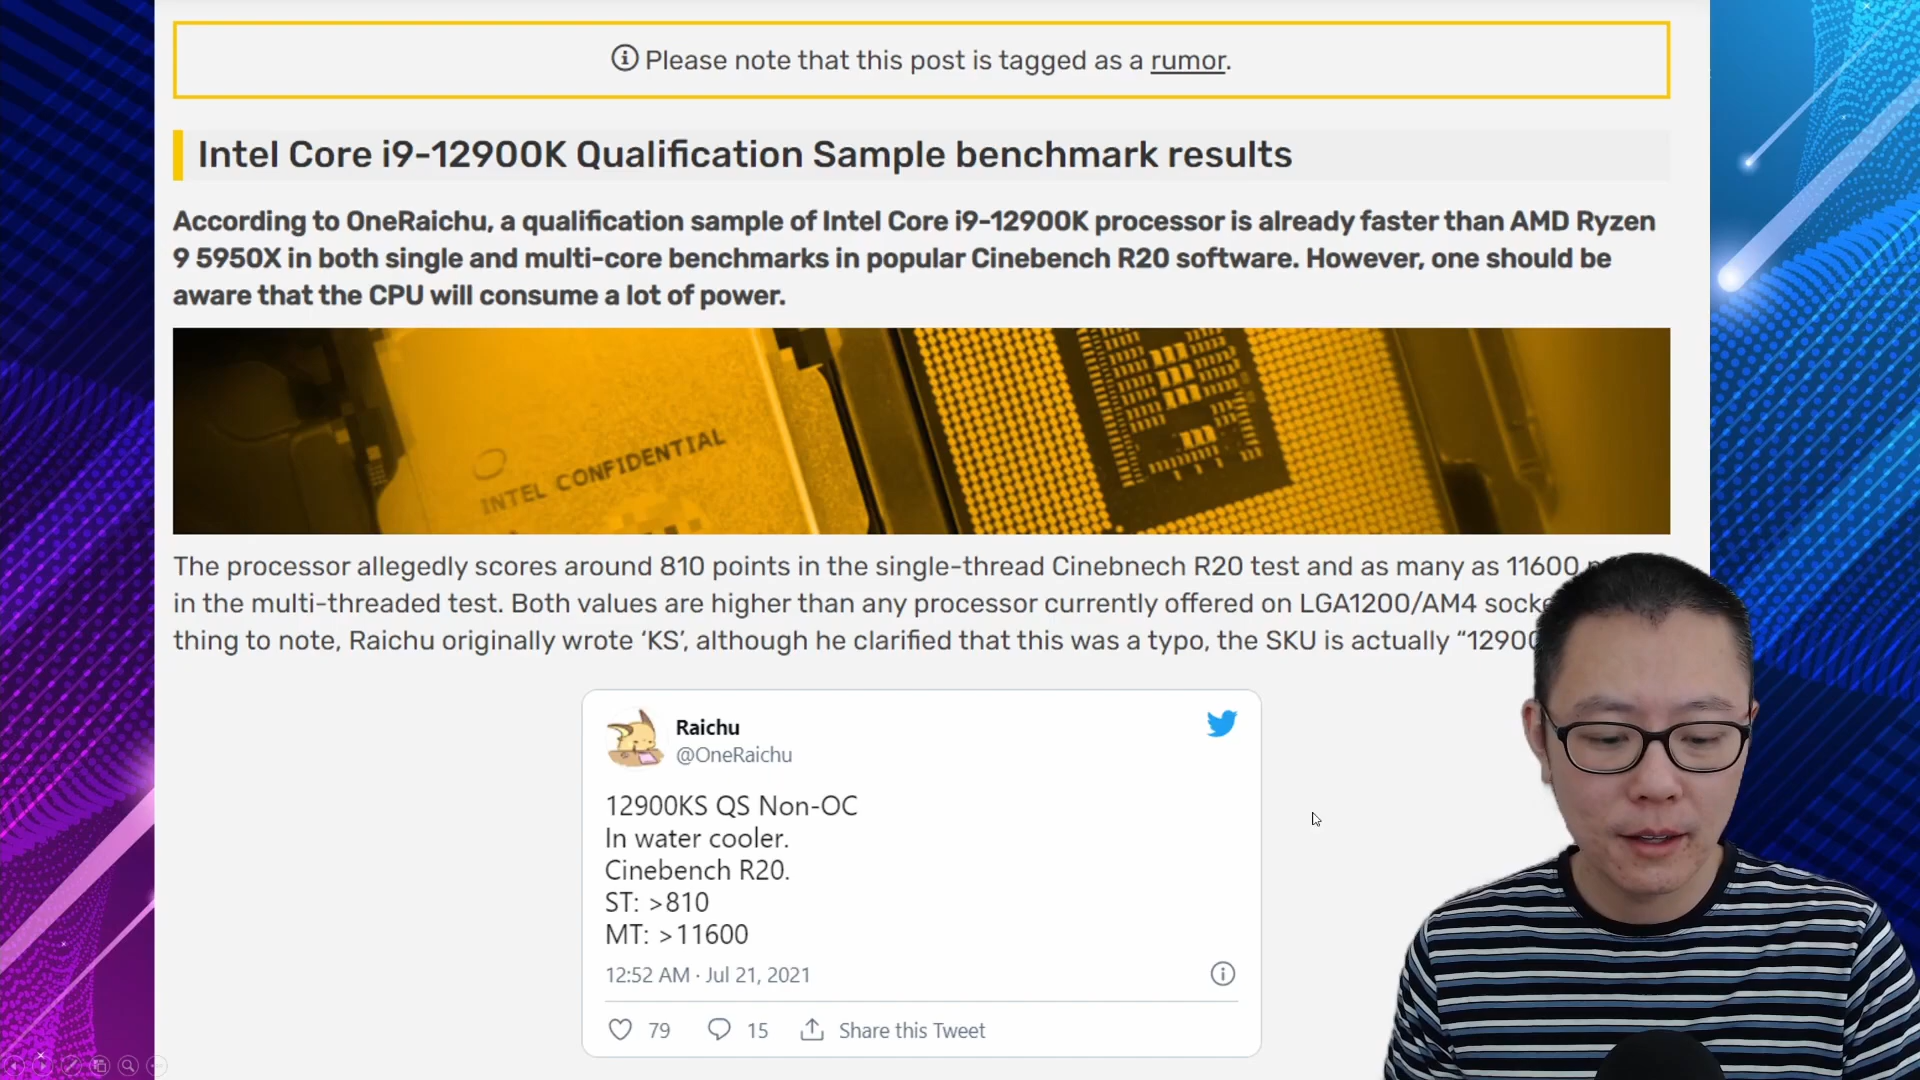 Please note that this post is tagged as a rumor.
Intel Core i9-12900K Qualification Sample benchmark results
According to OneRaichu, a qualification sample of Intel Core i9-12900K processor is already faster than AMD Ryzen
9 5950X in both single and multi-core benchmarks in popular Cinebench R20 software. However, one should be
aware that the CPU will consume a lot of power.
INTEL CONFIDENTIAL
The processor allegedly scores around 810 points in the single-thread Cinebnech R20 test and as many as 11600
in the multi-threaded test. Both values are higher than any processor currently offered on LGA1200/AM4
thing to note, Raichu originally wrote ‘KS’, although he clarified that this was a typo, the SKU is actually
Raichu
@OneRaichu
12900KS QS Non-OC
In water cooler.
Cinebench R20.
ST: >810
MT: >11600
12:52 AM · Jul 21, 2021
79
15
Share this Tweet